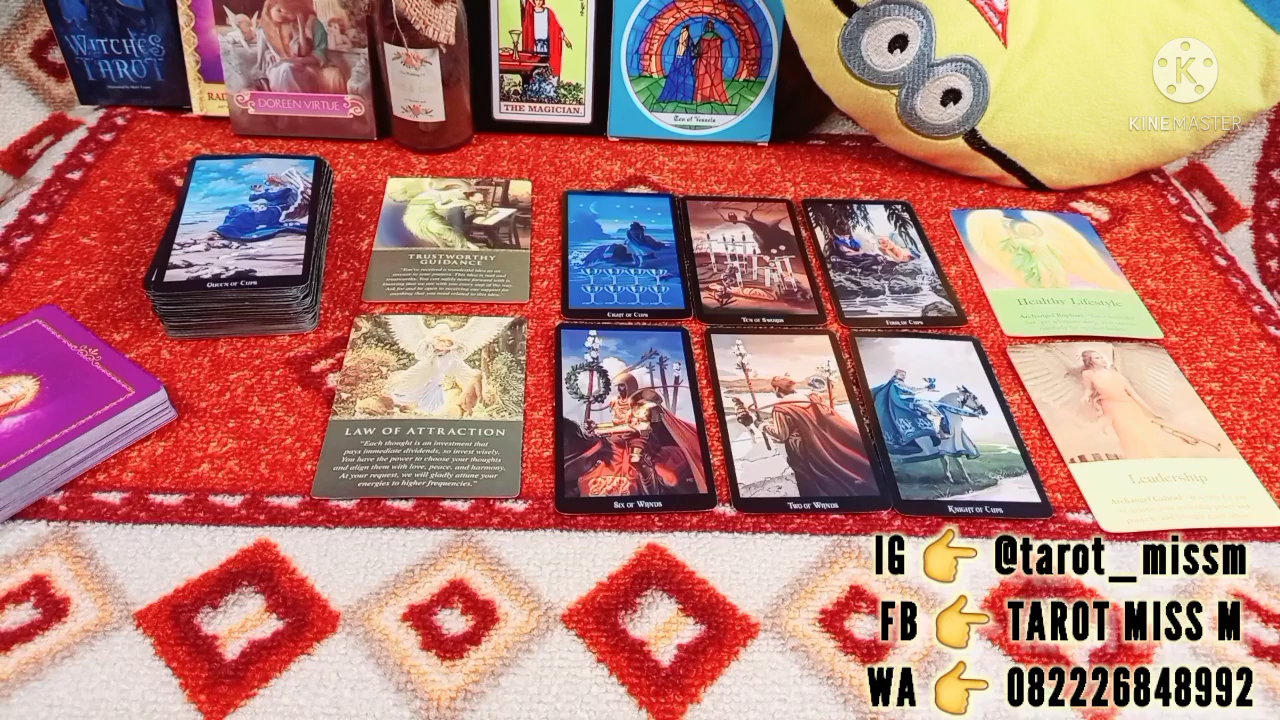 WITCHES
TAROT
DOREEN VIRTUE
THE MAGICIAN.
Ten of Vessels
KINEMASTER
QUEEN OF CUPS
TRUSTWORTHY
GUIDANCE
EIGHT OF CUPS
TEN OF SWORDS
FOUR OF CUPS
Healthy Lifestyle
Archangel Raphael
LAW OF ATTRACTION
"Each thought is an investment that
pays immediate dividends, so invest wisely.
You have the power to choose your thoughts
and align them with love, peace, and harmony.
At your request, we will gladly attune your
energies to higher frequencies."
SIX OF WANDS
TWO OF WANDS
KNIGHT OF CUPS
Leadership
Archangel Gabriel
IG 👉 @tarot_missm
FB 👉 TAROT MISS M
WA 👉 082226848992